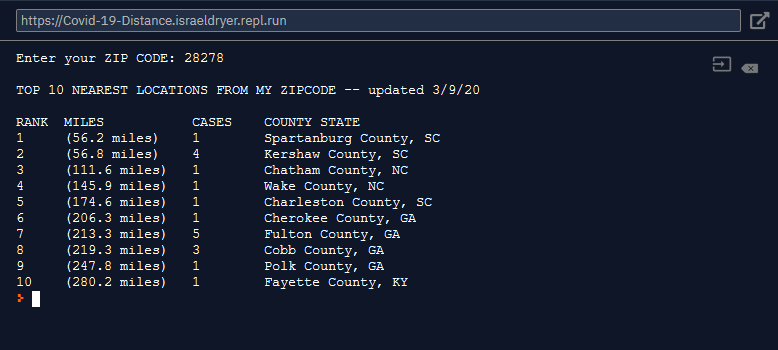 https://Covid-19-Distance.israeldryer.repl.run
Enter your ZIP CODE: 28278
TOP 10 NEAREST LOCATIONS FROM MY ZIPCODE -- updated 3/9/20
RANK MILES CASES COUNTY STATE
1 (56.2 miles) 1 Spartanburg County, SC
2 (56.8 miles) 4 Kershaw County, SC
3 (111.6 miles) 1 Chatham County, NC
4 (145.9 miles) 1 Wake County, NC
5 (174.6 miles) 1 Charleston County, SC
6 (206.3 miles) 1 Cherokee County, GA
7 (213.3 miles) 5 Fulton County, GA
8 (219.3 miles) 3 Cobb County, GA
9 (247.8 miles) 1 Polk County, GA
10 (280.2 miles) 1 Fayette County, KY